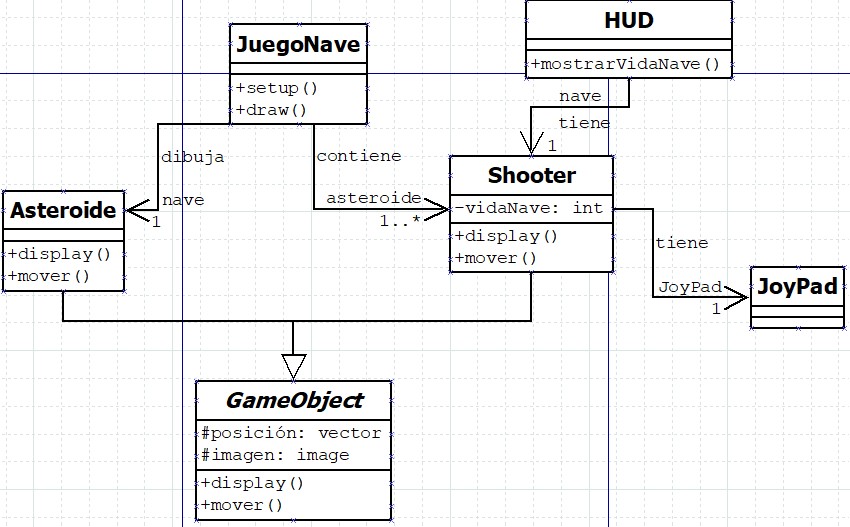 HUD
+mostrarVidaNave()
JuegoNave
+setup()
+draw()
nave
tiene
1
dibuja
contiene
nave
1
asteroide
1..*
Asteroide
+display()
+mover()
Shooter
-vidaNave: int
+display()
+mover()
tiene
JoyPad
1
JoyPad
GameObject
#posición: vector
#imagen: image
+display()
+mover()